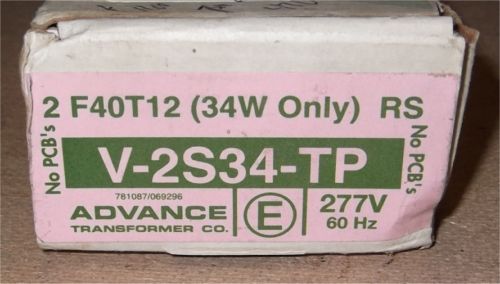 2 F40T12 (34W Only) RS
No PCB's
V-2S34-TP
No PCB's
781087/069296
ADVANCE
TRANSFORMER CO.
E
277V
60 Hz